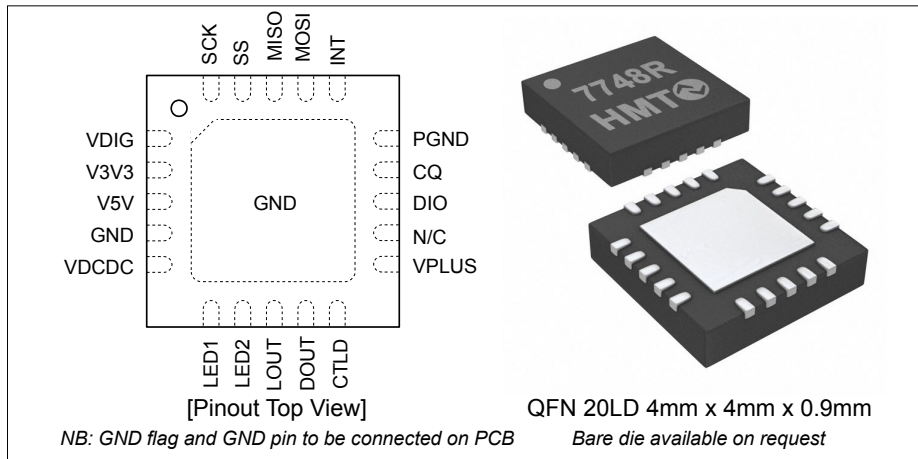 SCK
SS
MISO
MOSI
INT
VDIG
V3V3
V5V
GND
VDCDC
GND
PGND
CQ
DIO
N/C
VPLUS
LED1
LED2
LOUT
DOUT
CTLD
[Pinout Top View]
NB: GND flag and GND pin to be connected on PCB
7748R
HMT
QFN 20LD 4mm x 4mm x 0.9mm
Bare die available on request